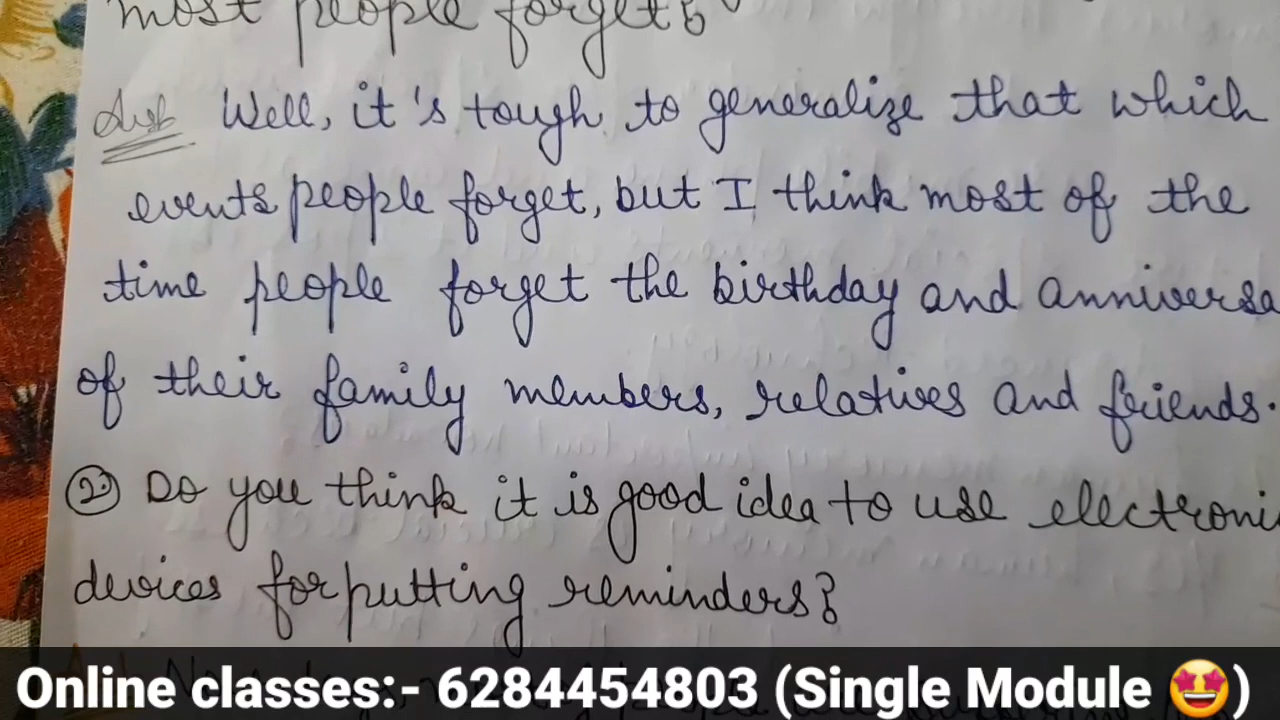 most people forget?
Ans Well, it's tough to generalize that which
events people forget, but I think most of the
time people forget the birthday and anniversa
of their family members, relatives and friends.
② Do you think it is good idea to use electroni
devices for putting reminders?
Online classes:- 6284454803 (Single Module 🤩)